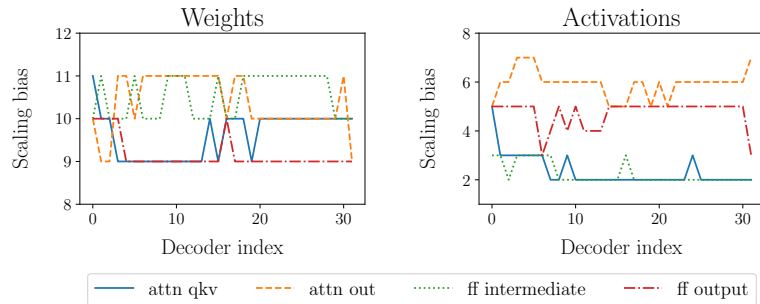 Weights
Activations
12
11
10
9
8
Scaling bias
0
10
20
30
Decoder index
8
6
4
2
Scaling bias
0
10
20
30
Decoder index
attn qkv
attn out
ff intermediate
ff output